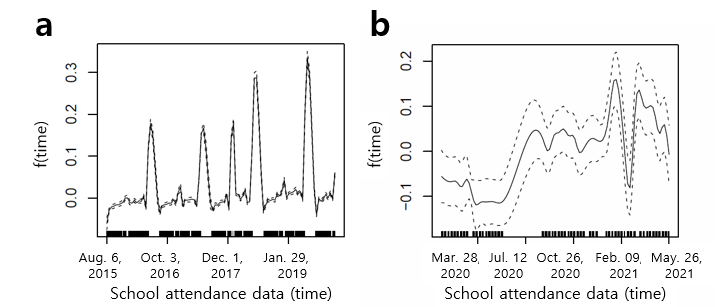 a
b
f(time)
0.3
0.2
0.1
0.0
Aug. 6, 2015
Oct. 3, 2016
Dec. 1, 2017
Jan. 29, 2019
School attendance data (time)
f(time)
0.2
0.1
0.0
−0.1
Mar. 28, 2020
Jul. 12 2020
Oct. 26, 2020
Feb. 09, 2021
May. 26, 2021
School attendance data (time)